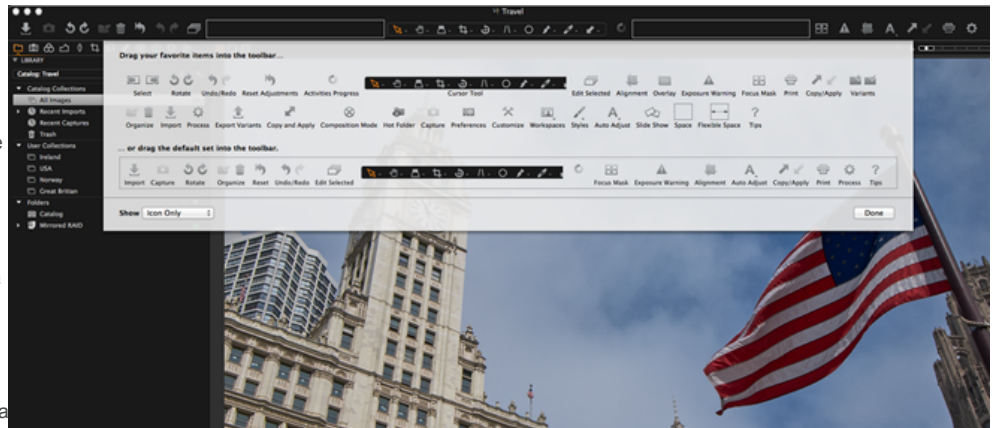 Travel
LIBRARY
Catalog: Travel
Catalog Collections
All Images
Recent Imports
Recent Captures
Trash
User Collections
Ireland
USA
Norway
Great Britian
Folders
Catalog
Mirrored RAID
Drag your favorite items into the toolbar...
Select Rotate Undo/Redo Reset Adjustments Activities Progress Cursor Tool Edit Selected Alignment Overlay Exposure Warning Focus Mask Print Copy/Apply Variants
Organize Import Process Export Variants Copy and Apply Composition Mode Hot Folder Capture Preferences Customize Workspaces Styles Auto Adjust Slide Show Space Flexible Space Tips
... or drag the default set into the toolbar.
Import Capture Rotate Organize Reset Undo/Redo Edit Selected Focus Mask Exposure Warning Alignment Auto Adjust Copy/Apply Print Process Tips
Show Icon Only
Done